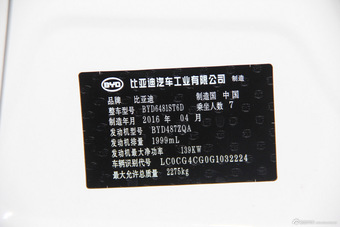 BYD 比亚迪汽车工业有限公司 制造
品牌 比亚迪 制造国 中国
整车型号 BYD6481ST6D 乘坐人数 7
制造年月 2016 年 04 月
发动机型号 BYD487ZQA
发动机排量 1999mL
发动机最大净功率 139KW
车辆识别代号 LC0CG4CG0G1032224
最大允许总质量 2275kg